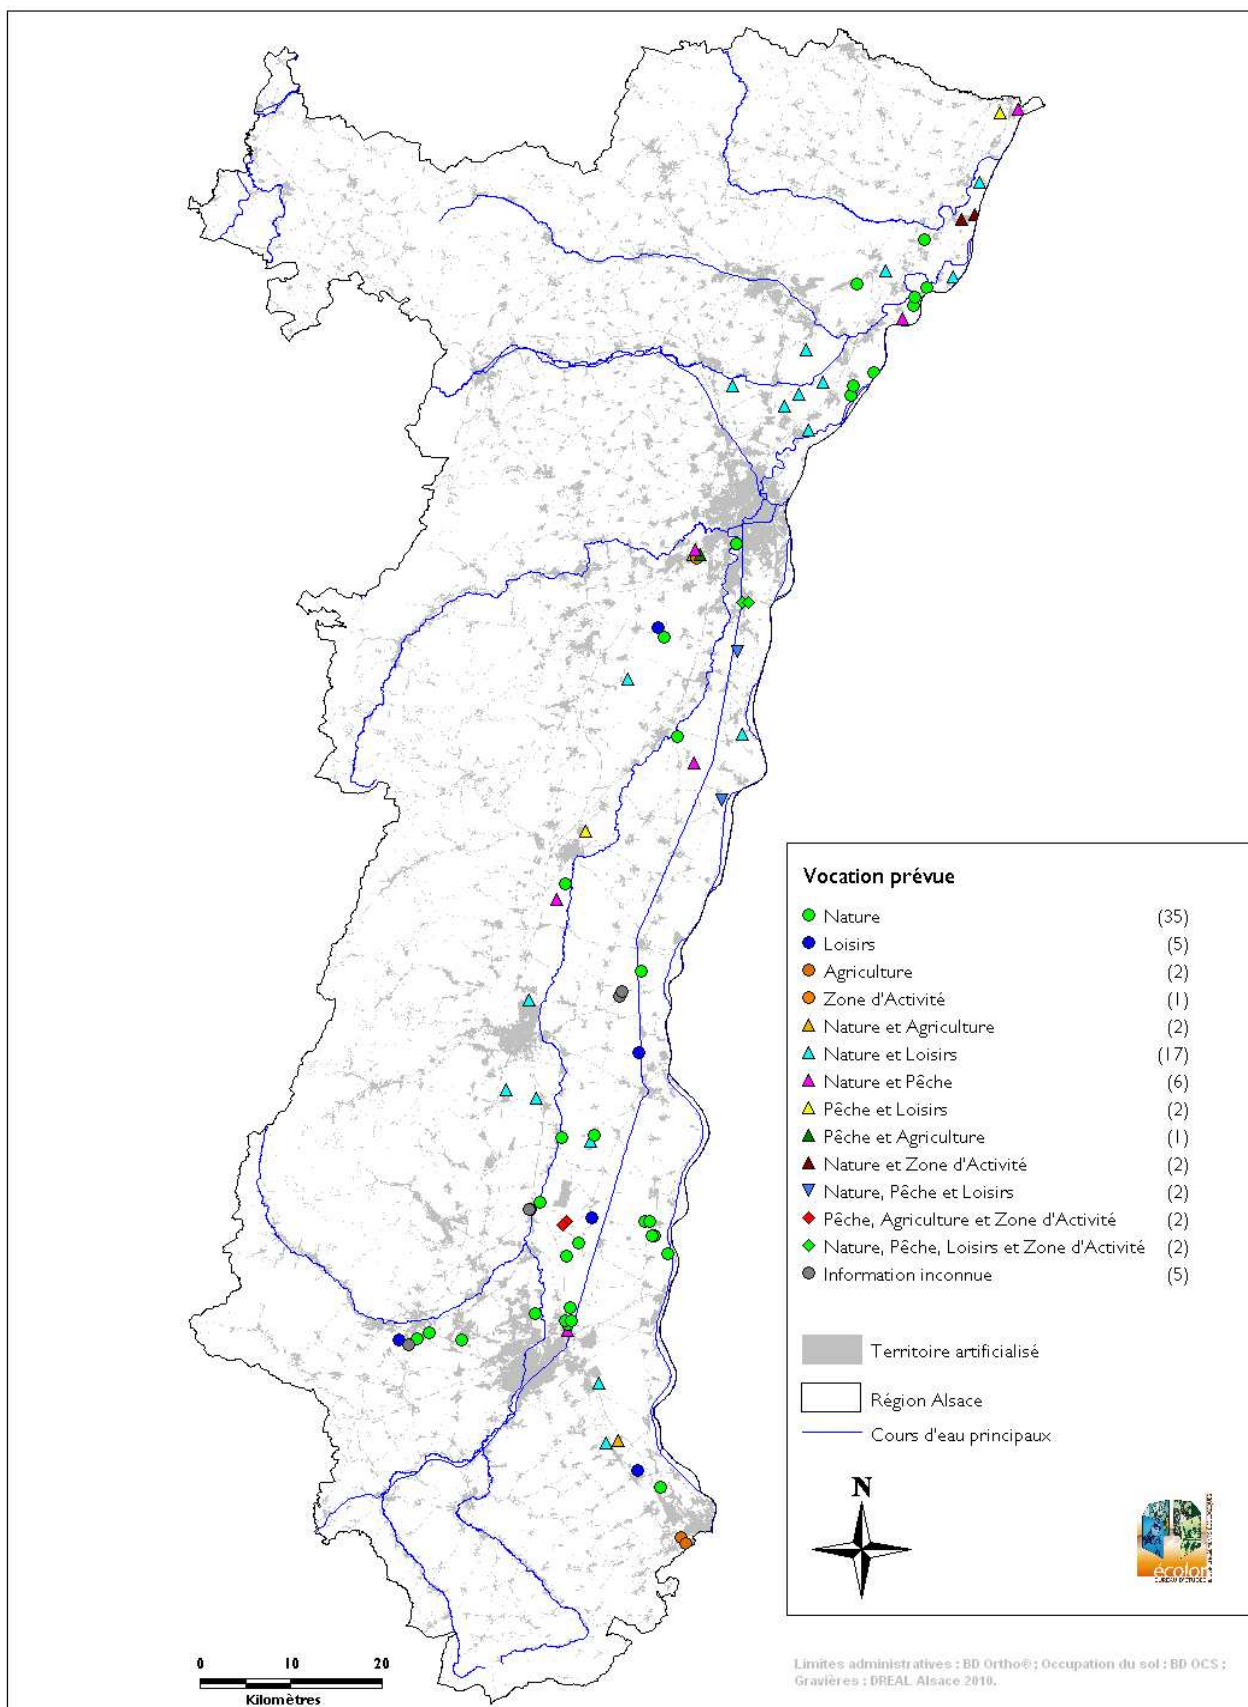 Vocation prévue
Nature (35)
Loisirs (5)
Agriculture (2)
Zone d'Activité (1)
Nature et Agriculture (2)
Nature et Loisirs (17)
Nature et Pêche (6)
Pêche et Loisirs (2)
Pêche et Agriculture (1)
Nature et Zone d'Activité (2)
Nature, Pêche et Loisirs (2)
Pêche, Agriculture et Zone d'Activité (2)
Nature, Pêche, Loisirs et Zone d'Activité (2)
Information inconnue (5)
Territoire artificialisé
Région Alsace
Cours d'eau principaux
N
écolor
BUREAU D'ETUDES
0 10 20
Kilomètres
Limites administratives : BD Ortho® ; Occupation du sol : BD OCS ;
Gravières : DREAL Alsace 2010.